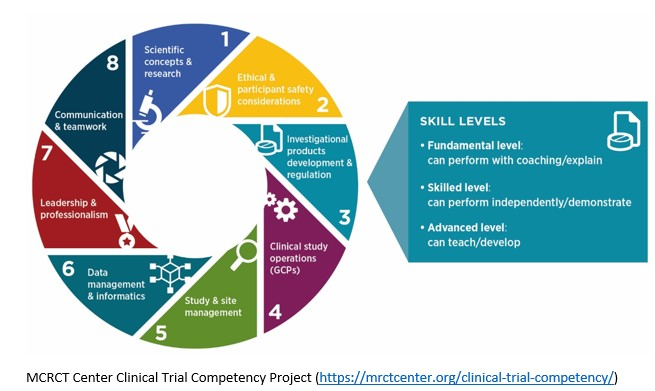 1
Scientific
concepts &
research
Ethical &
participant safety
considerations
2
Investigational
products
development &
regulation
3
Clinical study
operations
(GCPs)
4
Study & site
management
5
6
Data
management
& informatics
7
Leadership &
professionalism
8
Communication
& teamwork
SKILL LEVELS
• Fundamental level:
can perform with coaching/explain
• Skilled level:
can perform independently/demonstrate
• Advanced level:
can teach/develop
MCRCT Center Clinical Trial Competency Project (https://mrctcenter.org/clinical-trial-competency/)